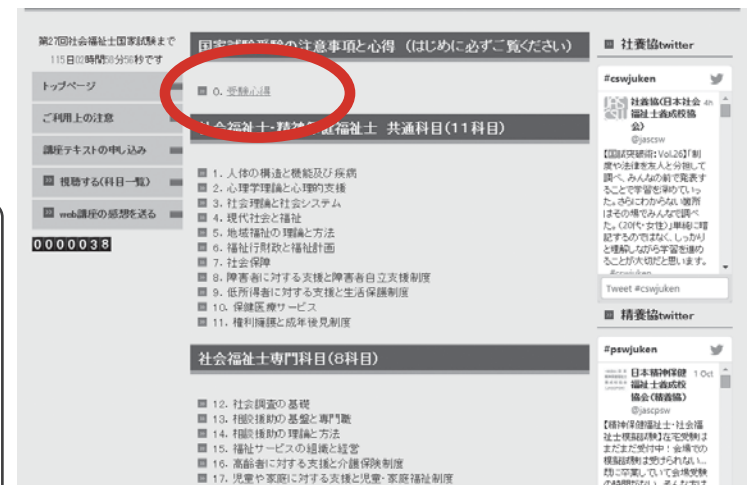 第27回社会福祉士国家試験まで
115日02時間58分56秒です
トップページ
ご利用上の注意
講座テキストの申し込み
視聴する(科目一覧)
web講座の感想を送る
0000038
国家試験受験の注意事項と心得 (はじめに必ずご覧ください)
0. 受験心得
社会福祉士・精神保健福祉士 共通科目(11科目)
1. 人体の構造と機能及び疾病
2. 心理学理論と心理的支援
3. 社会理論と社会システム
4. 現代社会と福祉
5. 地域福祉の理論と方法
6. 福祉行財政と福祉計画
7. 社会保障
8. 障害者に対する支援と障害者自立支援制度
9. 低所得者に対する支援と生活保護制度
10. 保健医療サービス
11. 権利擁護と成年後見制度
社会福祉士専門科目(8科目)
12. 社会調査の基礎
13. 相談援助の基盤と専門職
14. 相談援助の理論と方法
15. 福祉サービスの組織と経営
16. 高齢者に対する支援と介護保険制度
17. 児童や家庭に対する支援と児童・家庭福祉制度
社養協twitter
#cswjuken
社養協(日本社会 4h
福祉士養成校協
会)
@jascsw
【国試突破術:Vol.26】「制
度や法律を友人と分担して
調べ、みんなの前で発表す
ることで学習を深めていっ
た。さらにわからない箇所
はその場でみんなで調べ
た。(20代・女性)」単純に暗
記するのではなく、しっかり
と理解しながら学習を進め
ることが大切だと思います。
#cswjuken
Tweet #cswjuken
精養協twitter
#pswjuken
日本精神保健 1 Oct
福祉士養成校
協会(精養協)
@jascpsw
【精神保健福祉士・社会福
祉士模擬試験】在宅受験は
まだまだ受付中!会場での
模擬試験は受けられない...
既に卒業していて会場受験